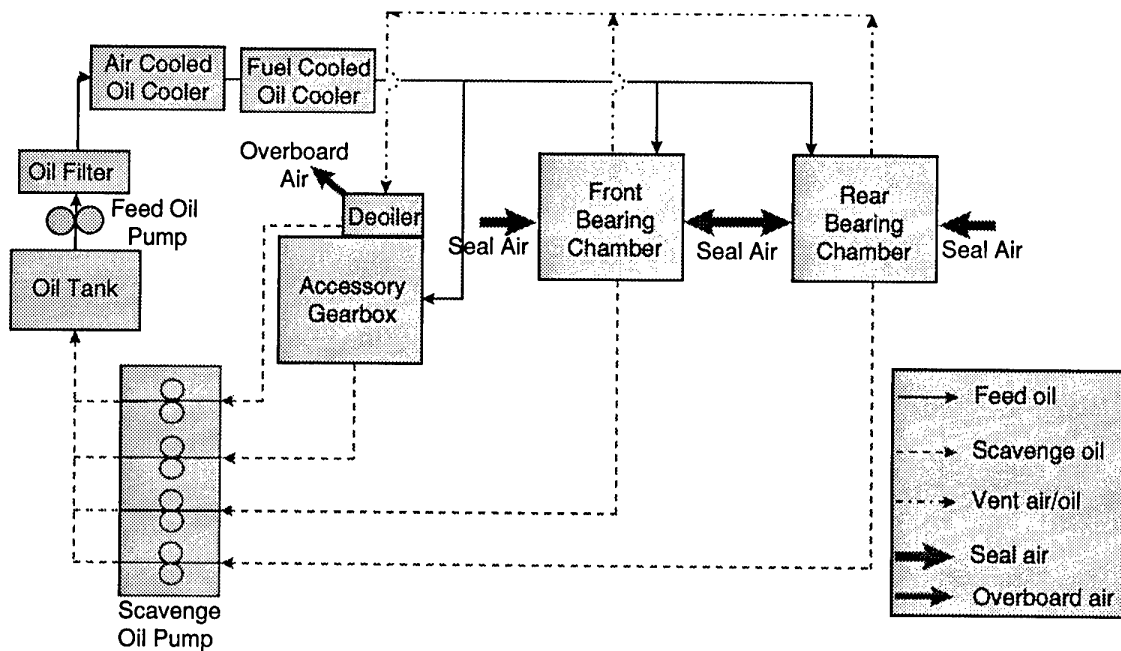 Air Cooled
Oil Cooler
Fuel Cooled
Oil Cooler
Oil Filter
Feed Oil
Pump
Oil Tank
Overboard
Air
Deoiler
Accessory
Gearbox
Seal Air
Front
Bearing
Chamber
Seal Air
Rear
Bearing
Chamber
Seal Air
Scavenge
Oil Pump
Feed oil
Scavenge oil
Vent air/oil
Seal air
Overboard air